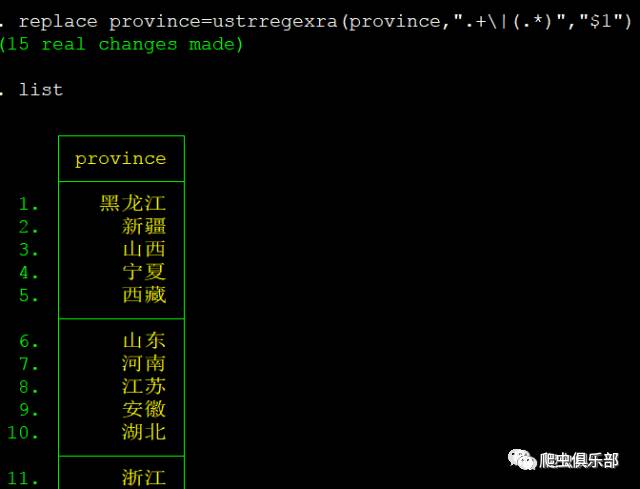 . replace province=ustrregexra(province,".+\|(.*)","$1")
(15 real changes made)
. list
province
1. 黑龙江
2. 新疆
3. 山西
4. 宁夏
5. 西藏
6. 山东
7. 河南
8. 江苏
9. 安徽
10. 湖北
11. 浙江
爬虫俱乐部